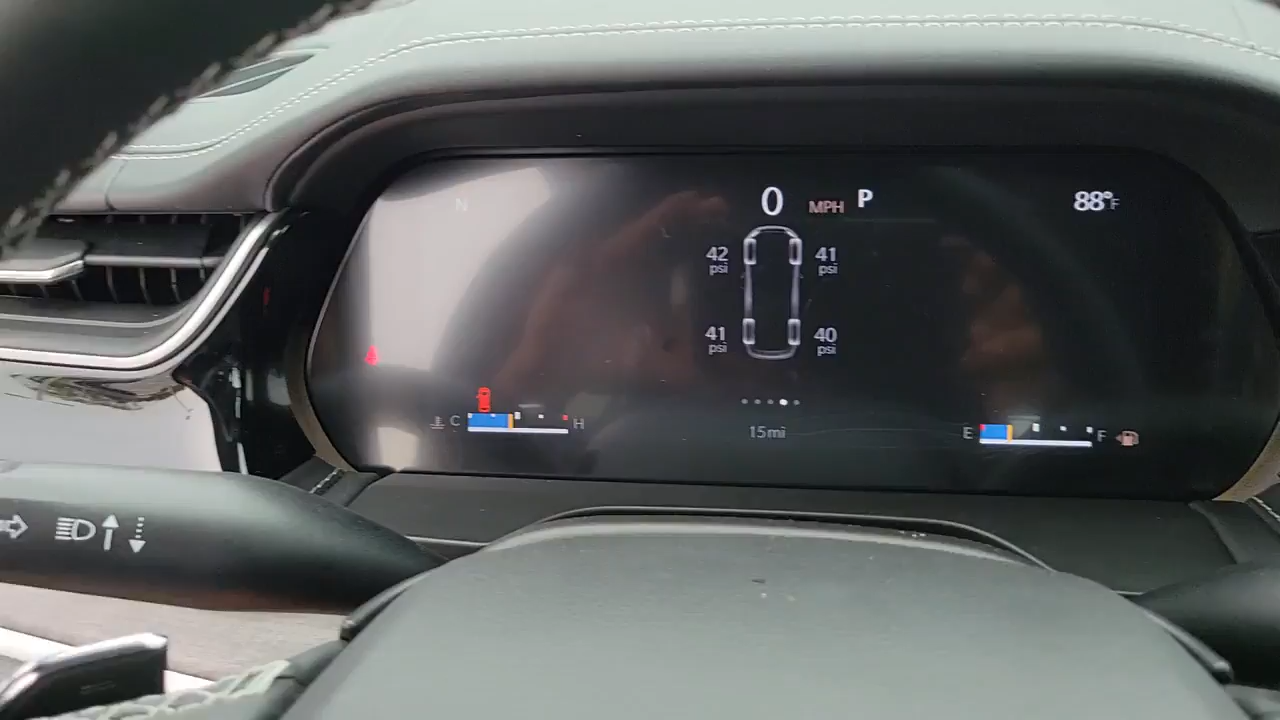 N
0 MPH P
88°F
42 psi
41 psi
41 psi
40 psi
C H
15mi
E F